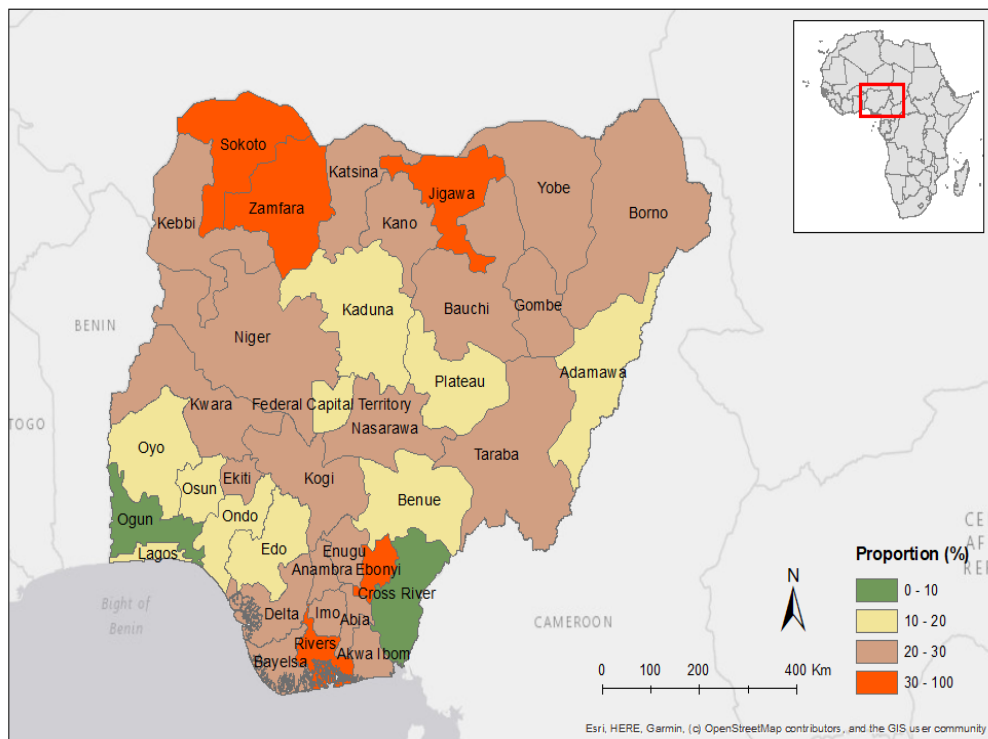 Sokoto
Katsina
Jigawa
Yobe
Zamfara
Borno
Kebbi
Kano
Kaduna
Bauchi
Gombe
BENIN
Niger
Adamawa
Plateau
Kwara
Federal Capital Territory
Nasarawa
TOGO
Oyo
Taraba
Ekiti
Kogi
Osun
Benue
Ogun
Ondo
Edo
Lagos
Enugu
Anambra
Ebonyi
Cross River
Bight of
Benin
Delta
Imo
Abia
CAMEROON
Rivers
Bayelsa
Akwa Ibom
CE
AF
RE
Proportion (%)
0 - 10
10 - 20
20 - 30
30 - 100
N
0 100 200 400 Km
Esri, HERE, Garmin, (c) OpenStreetMap contributors, and the GIS user community